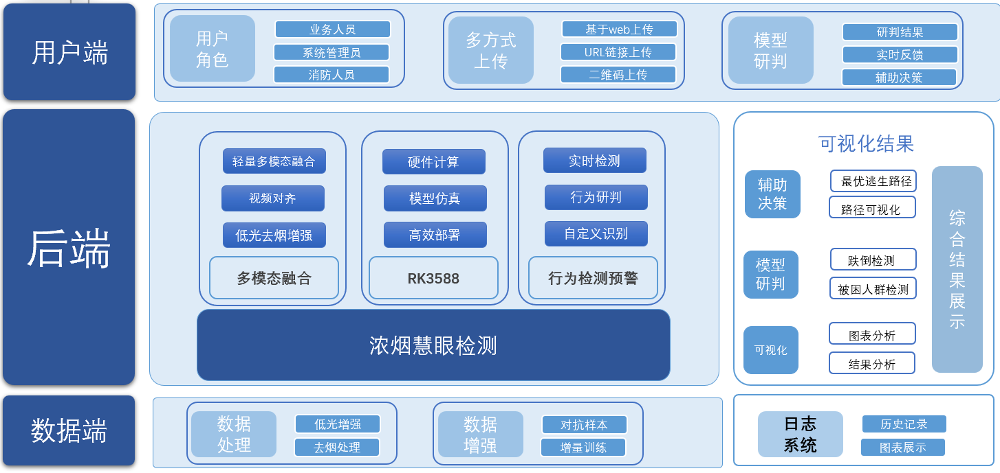 用户端
用户
角色
业务人员
系统管理员
消防人员
多方式
上传
基于web上传
URL链接上传
二维码上传
模型
研判
研判结果
实时反馈
辅助决策
后端
轻量多模态融合
视频对齐
低光去烟增强
多模态融合
硬件计算
模型仿真
高效部署
RK3588
实时检测
行为研判
自定义识别
行为检测预警
浓烟慧眼检测
可视化结果
辅助
决策
最优逃生路径
路径可视化
模型
研判
跌倒检测
被困人群检测
可视化
图表分析
结果分析
综合结果展示
数据端
数据
处理
低光增强
去烟处理
数据
增强
对抗样本
增量训练
日志
系统
历史记录
图表展示